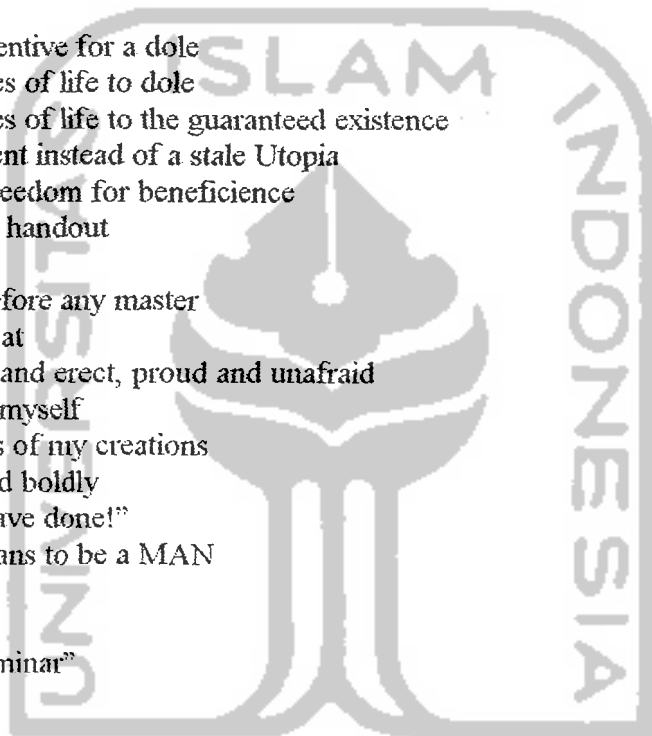 entive for a dole
es of life to dole
es of life to the guaranteed existence
ent instead of a stale Utopia
eedom for beneficience
handout
fore any master
at
and erect, proud and unafraid
myself
s of my creations
d boldly
ave done!”
ans to be a MAN
minar”
UNIVERSITAS ISLAM INDONESIA